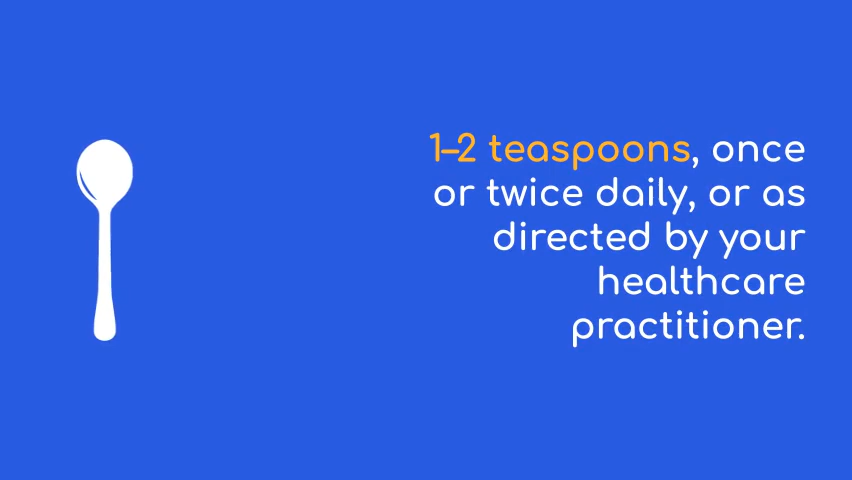 1–2 teaspoons, once
or twice daily, or as
directed by your
healthcare
practitioner.